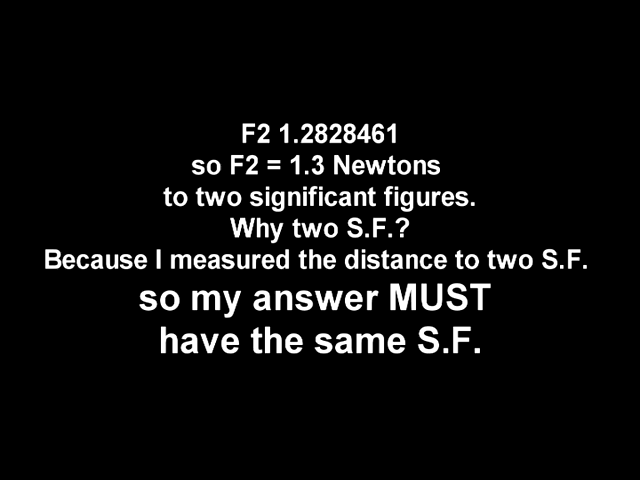 F2 1.2828461
so F2 = 1.3 Newtons
to two significant figures.
Why two S.F.?
Because I measured the distance to two S.F.
so my answer MUST
have the same S.F.